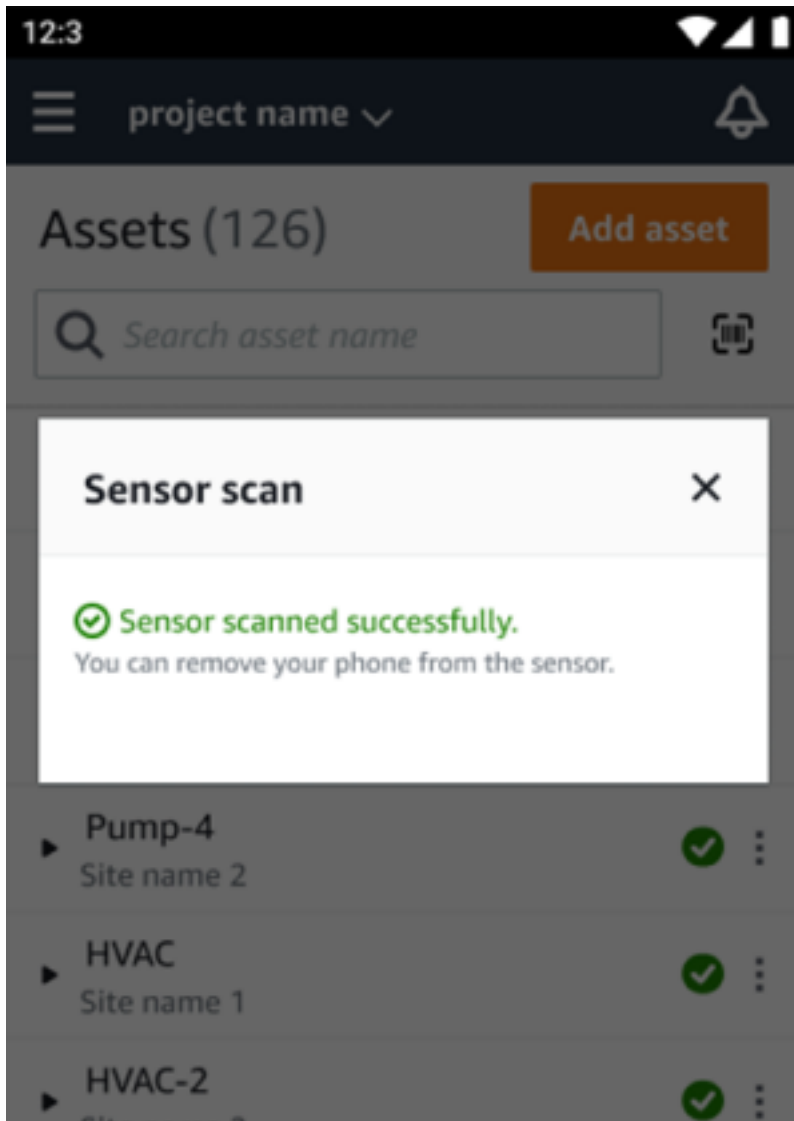 12:3
project name
Assets (126)
Add asset
Search asset name
Sensor scan
Sensor scanned successfully.
You can remove your phone from the sensor.
Pump-4
Site name 2
HVAC
Site name 1
HVAC-2